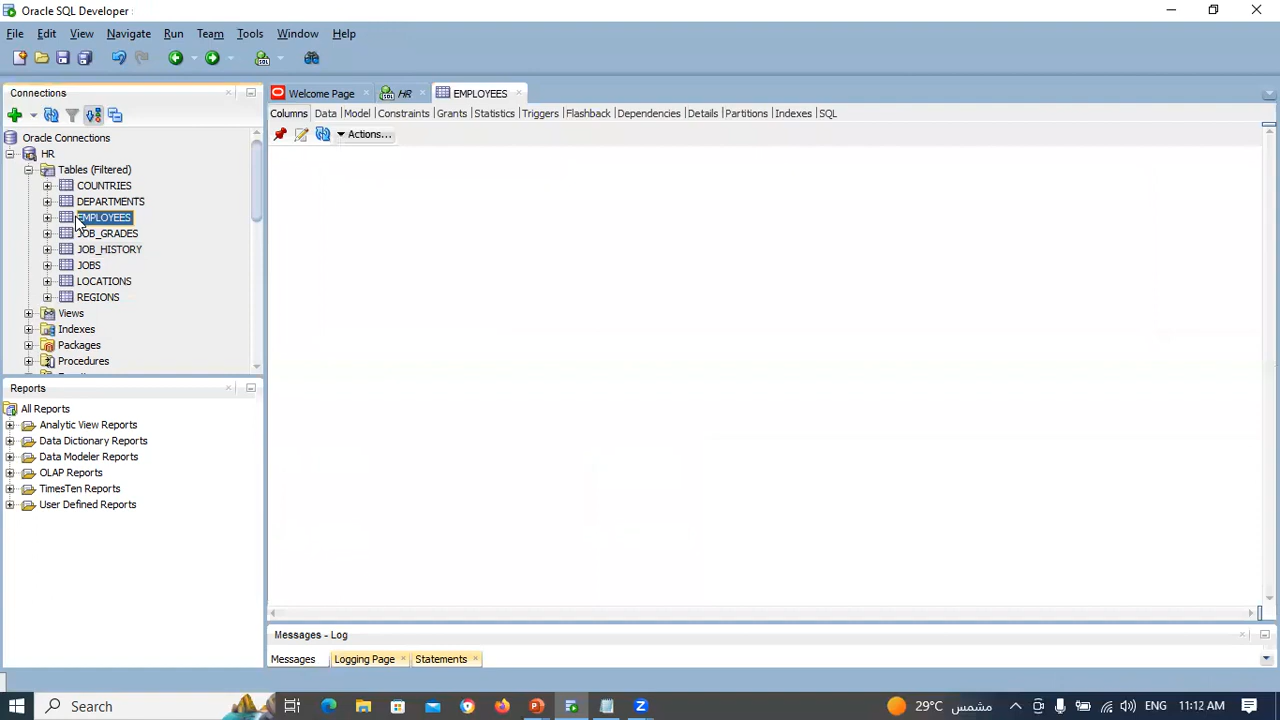 Oracle SQL Developer
File Edit View Navigate Run Team Tools Window Help
Connections
Welcome Page HR EMPLOYEES
Columns Data Model Constraints Grants Statistics Triggers Flashback Dependencies Details Partitions Indexes SQL
Actions...
Oracle Connections
HR
Tables (Filtered)
COUNTRIES
DEPARTMENTS
EMPLOYEES
JOB_GRADES
JOB_HISTORY
JOBS
LOCATIONS
REGIONS
Views
Indexes
Packages
Procedures
Reports
All Reports
Analytic View Reports
Data Dictionary Reports
Data Modeler Reports
OLAP Reports
TimesTen Reports
User Defined Reports
Messages - Log
Messages Logging Page Statements
Search
29°C مشمس ENG 11:12 AM